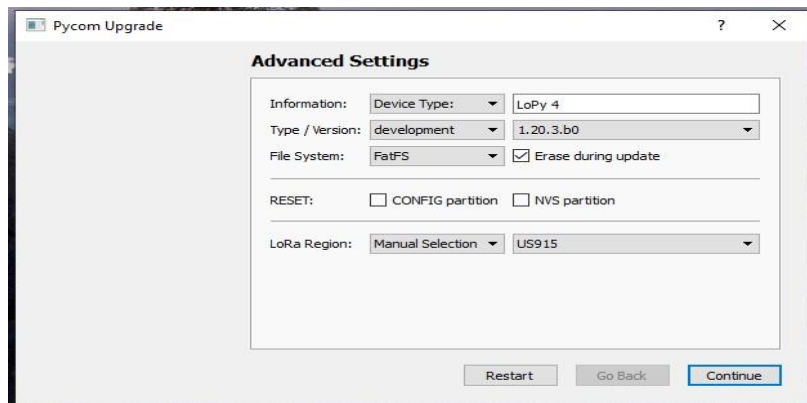 Pycom Upgrade ? ×
Advanced Settings
Information: Device Type: LoPy 4
Type / Version: development 1.20.3.b0
File System: FatFS Erase during update
RESET: CONFIG partition NVS partition
LoRa Region: Manual Selection US915
Restart Go Back Continue